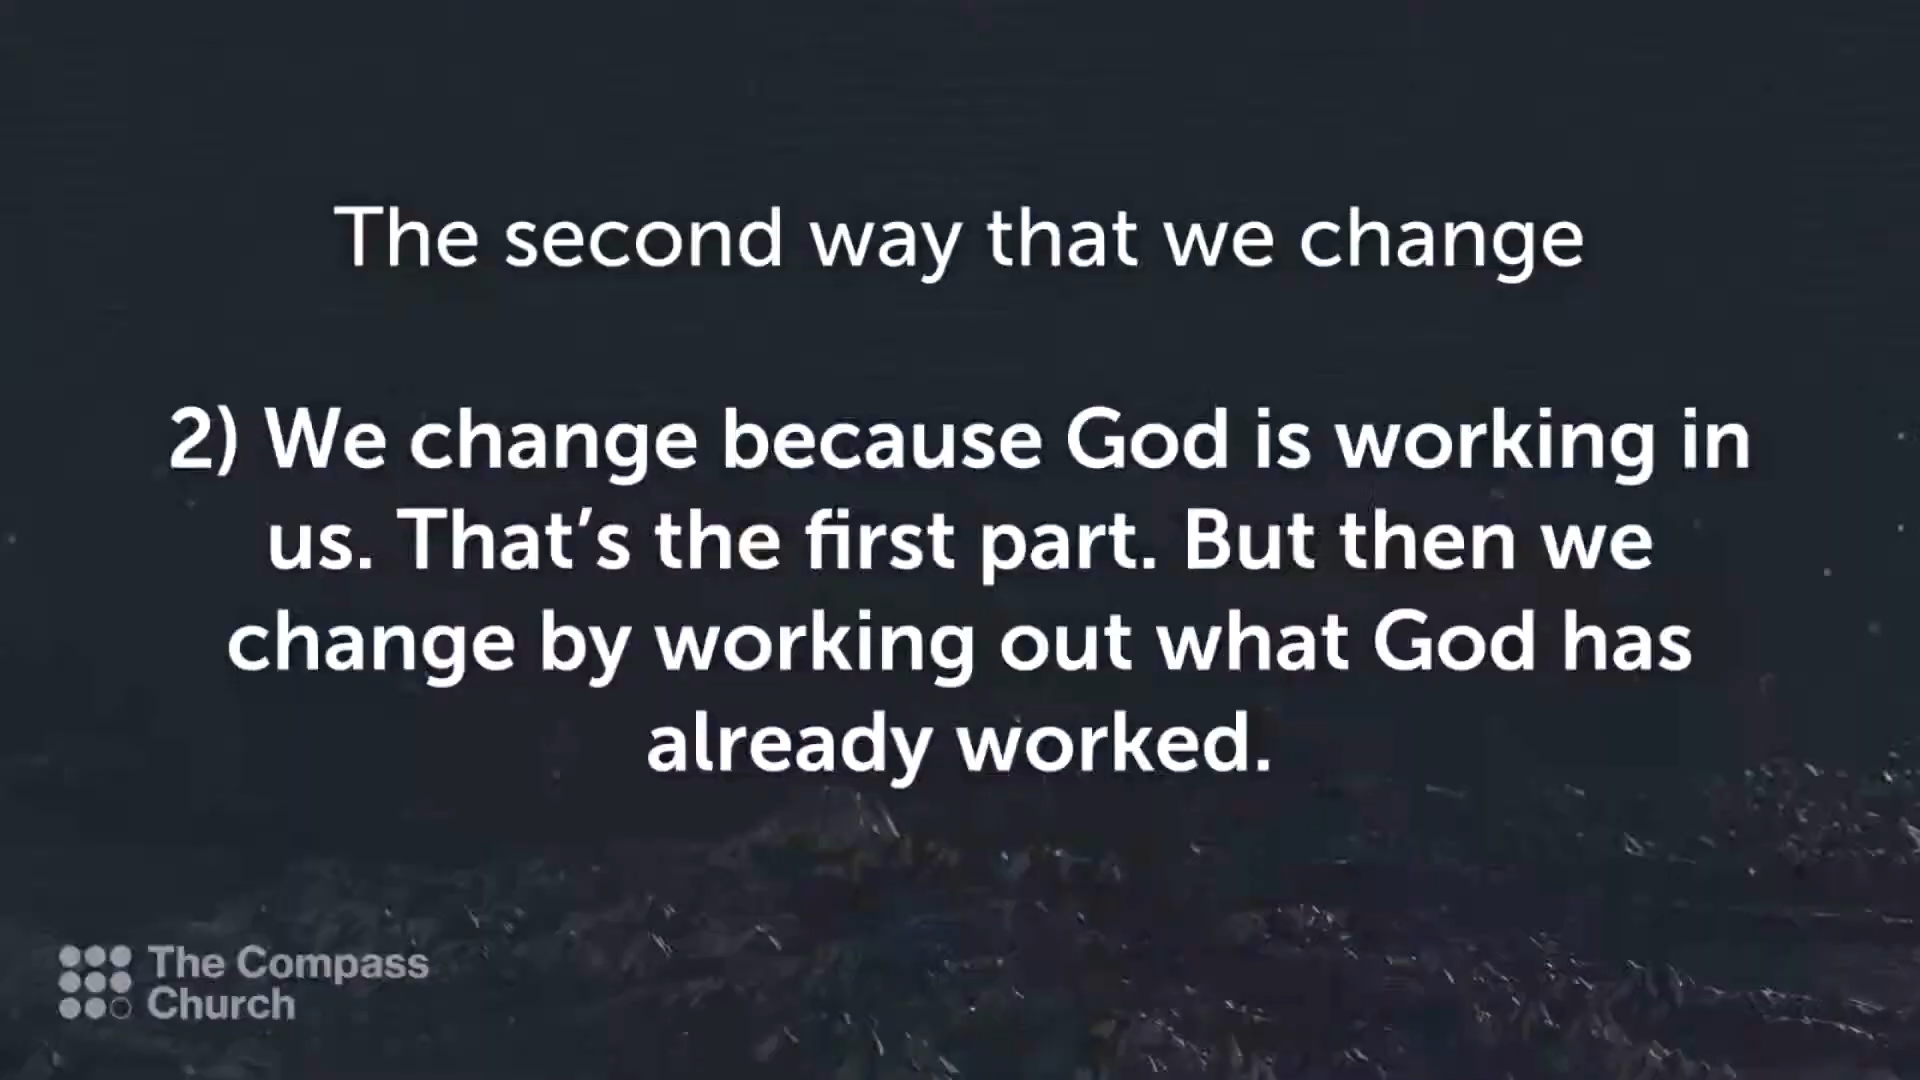 The second way that we change
2) We change because God is working in
us. That’s the first part. But then we
change by working out what God has
already worked.
The Compass
Church